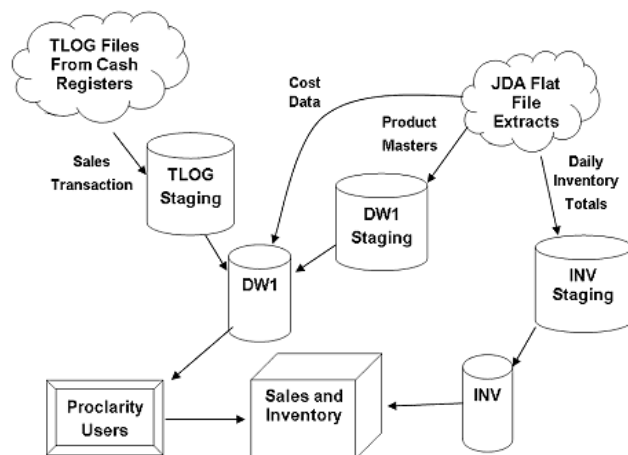 TLOG Files
From Cash
Registers
Cost
Data
JDA Flat
File
Extracts
Product
Masters
Sales
Transaction
TLOG
Staging
DW1
Staging
Daily
Inventory
Totals
DW1
INV
Staging
Proclarity
Users
Sales and
Inventory
INV